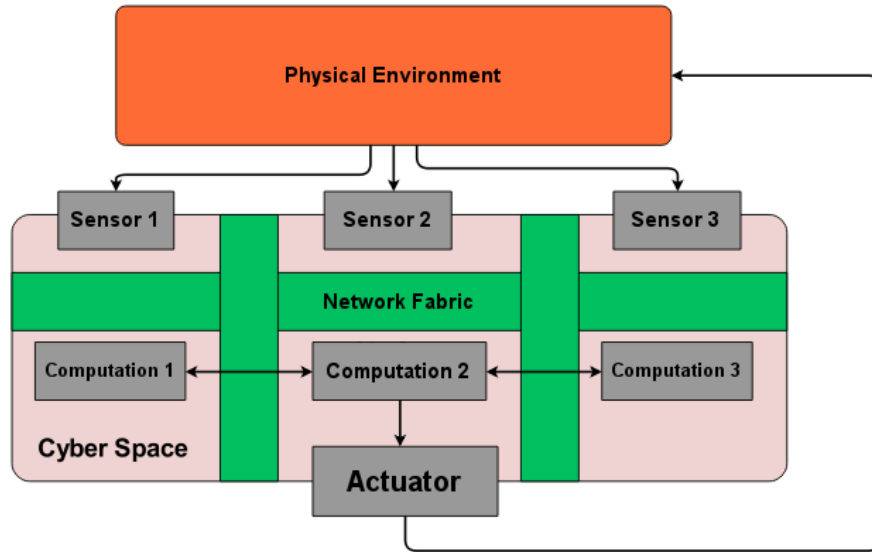 Physical Environment
Sensor 1
Sensor 2
Sensor 3
Network Fabric
Computation 1
Computation 2
Computation 3
Cyber Space
Actuator